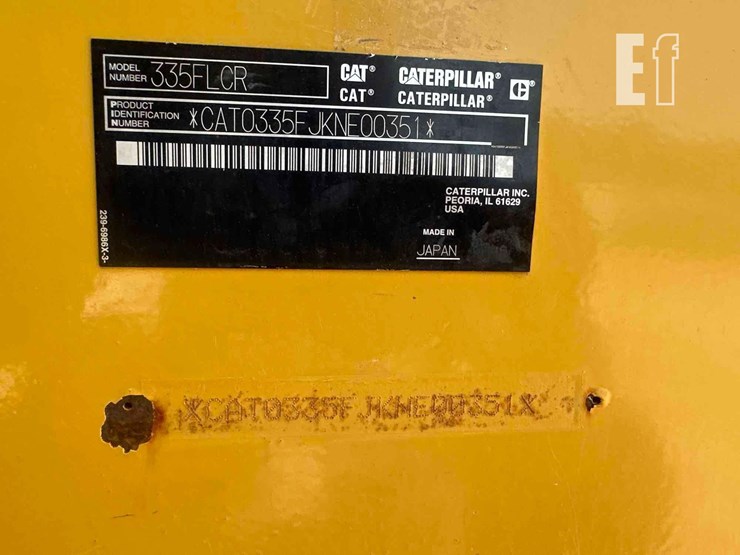 Ef
MODEL NUMBER 335FLCR
CAT® CATERPILLAR®
CAT® CATERPILLAR®
PRODUCT IDENTIFICATION NUMBER *CAT0335FJKNE00351*
CATERPILLAR INC.
PEORIA, IL 61629
USA
MADE IN
JAPAN
239-6986X-3-
XCAT0335FJKNE00351X